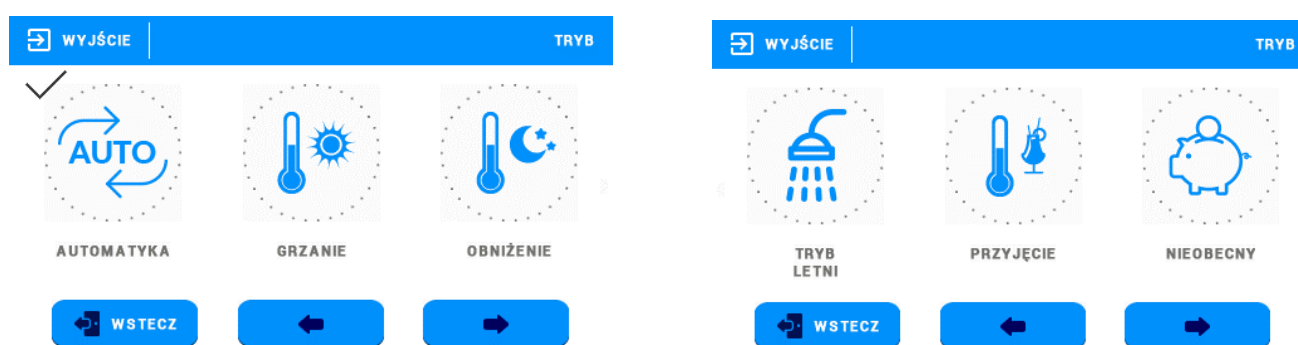 WYJŚCIE TRYB
AUTO
AUTOMATYKA GRZANIE OBNIŻENIE
WSTECZ
WYJŚCIE TRYB
TRYB
LETNI PRZYJĘCIE NIEOBECNY
WSTECZ